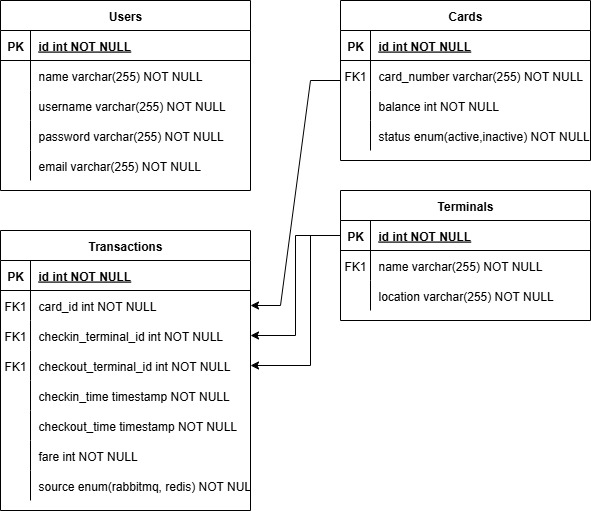 Users
PK id int NOT NULL
name varchar(255) NOT NULL
username varchar(255) NOT NULL
password varchar(255) NOT NULL
email varchar(255) NOT NULL
Cards
PK id int NOT NULL
FK1 card_number varchar(255) NOT NULL
balance int NOT NULL
status enum(active,inactive) NOT NULL
Terminals
PK id int NOT NULL
FK1 name varchar(255) NOT NULL
location varchar(255) NOT NULL
Transactions
PK id int NOT NULL
FK1 card_id int NOT NULL
FK1 checkin_terminal_id int NOT NULL
FK1 checkout_terminal_id int NOT NULL
checkin_time timestamp NOT NULL
checkout_time timestamp NOT NULL
fare int NOT NULL
source enum(rabbitmq, redis) NOT NUL